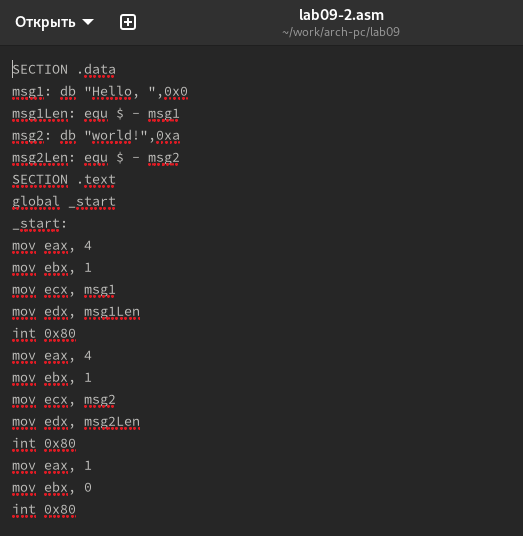 Открыть
lab09-2.asm
~/work/arch-pc/lab09
SECTION .data
msg1: db "Hello, ",0x0
msg1Len: equ $ - msg1
msg2: db "world!",0xa
msg2Len: equ $ - msg2
SECTION .text
global _start
_start:
mov eax, 4
mov ebx, 1
mov ecx, msg1
mov edx, msg1Len
int 0x80
mov eax, 4
mov ebx, 1
mov ecx, msg2
mov edx, msg2Len
int 0x80
mov eax, 1
mov ebx, 0
int 0x80